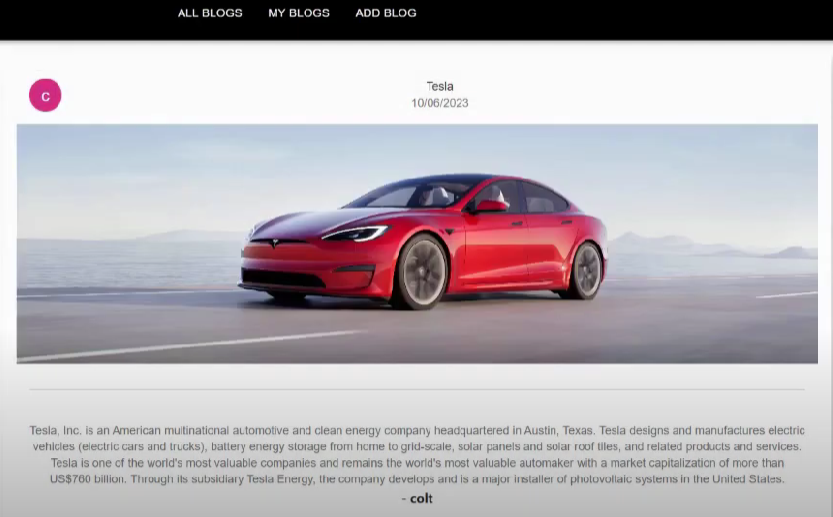 ALL BLOGS MY BLOGS ADD BLOG
C
Tesla
10/06/2023
Tesla, Inc. is an American multinational automotive and clean energy company headquartered in Austin, Texas. Tesla designs and manufactures electric
vehicles (electric cars and trucks), battery energy storage from home to grid-scale, solar panels and solar roof tiles, and related products and services.
Tesla is one of the world's most valuable companies and remains the world's most valuable automaker with a market capitalization of more than
US$760 billion. Through its subsidiary Tesla Energy, the company develops and is a major installer of photovoltaic systems in the United States.
- colt